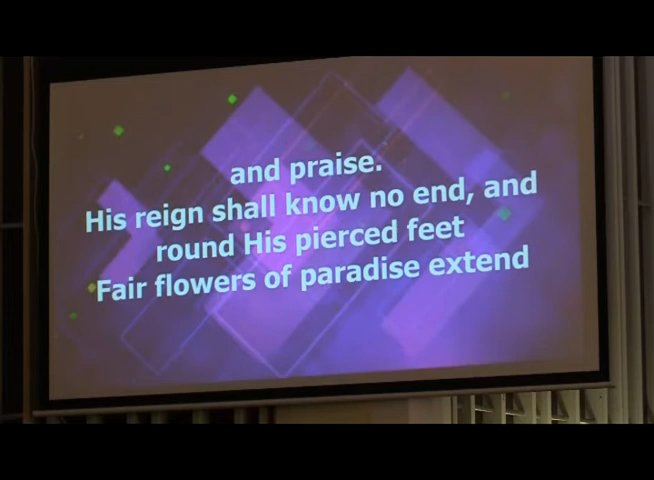 and praise.
His reign shall know no end, and
round His pierced feet
Fair flowers of paradise extend